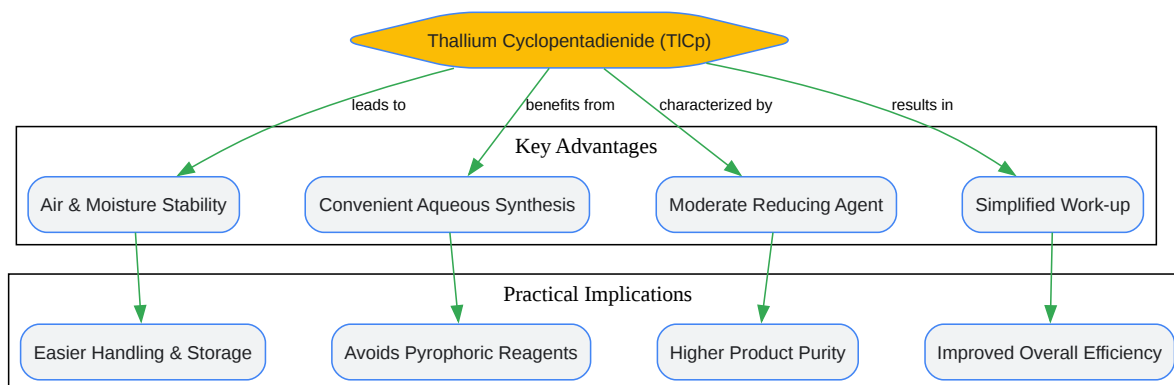 Thallium Cyclopentadienide (TlCp)
leads to
benefits from
characterized by
results in
Key Advantages
Air & Moisture Stability
Convenient Aqueous Synthesis
Moderate Reducing Agent
Simplified Work-up
Practical Implications
Easier Handling & Storage
Avoids Pyrophoric Reagents
Higher Product Purity
Improved Overall Efficiency